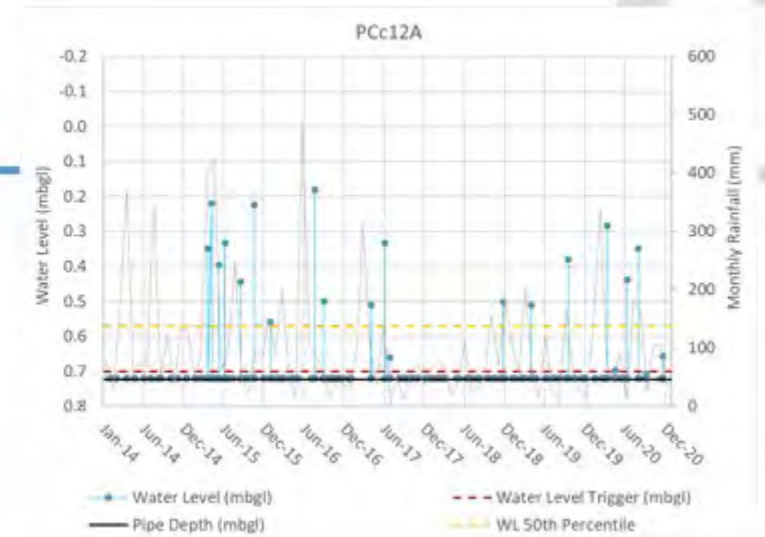 PCc12A
-0.2
-0.1
0.0
0.1
0.2
0.3
0.4
0.5
0.6
0.7
0.8
Water Level (mbgl)
600
500
400
300
200
100
0
Monthly Rainfall (mm)
Jan-14
Jun-14
Dec-14
Jun-15
Dec-15
Jun-16
Dec-16
Jun-17
Dec-17
Jun-18
Dec-18
Jun-19
Dec-19
Jun-20
Dec-20
Water Level (mbgl)
Water Level Trigger (mbgl)
Pipe Depth (mbgl)
WL 50th Percentile